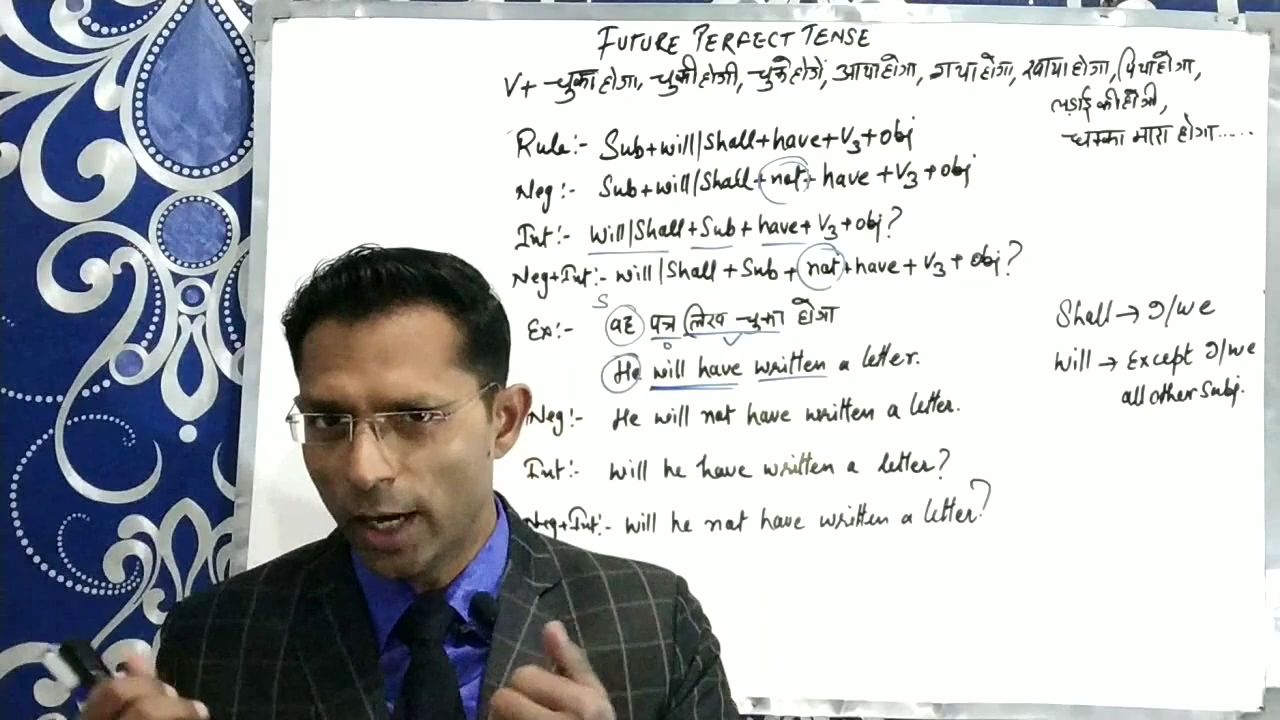 FUTURE PERFECT TENSE
V+ चुका होगा, चुकी होगी, चुके होगें, आया होगा, गया होगा, खाया होगा, पिया होगा,
लड़ाई की होगी,
धक्का मारा होगा.....
Rule:- Sub+will/Shall+have+V3+obj
Neg:- Sub+will/Shall+not+have+V3+obj
Int:- will/Shall+Sub+have+V3+obj?
Neg+Int:- will/Shall+Sub+not+have+V3+obj?
S
Ex:- वह पत्र लिख चुका होगा
O V
He will have written a letter.
Neg:- He will not have written a letter.
Int:- will he have written a letter?
Neg+Int:- will he not have written a letter?
Shall → I/we
Will → Except I/we
all other Subj.